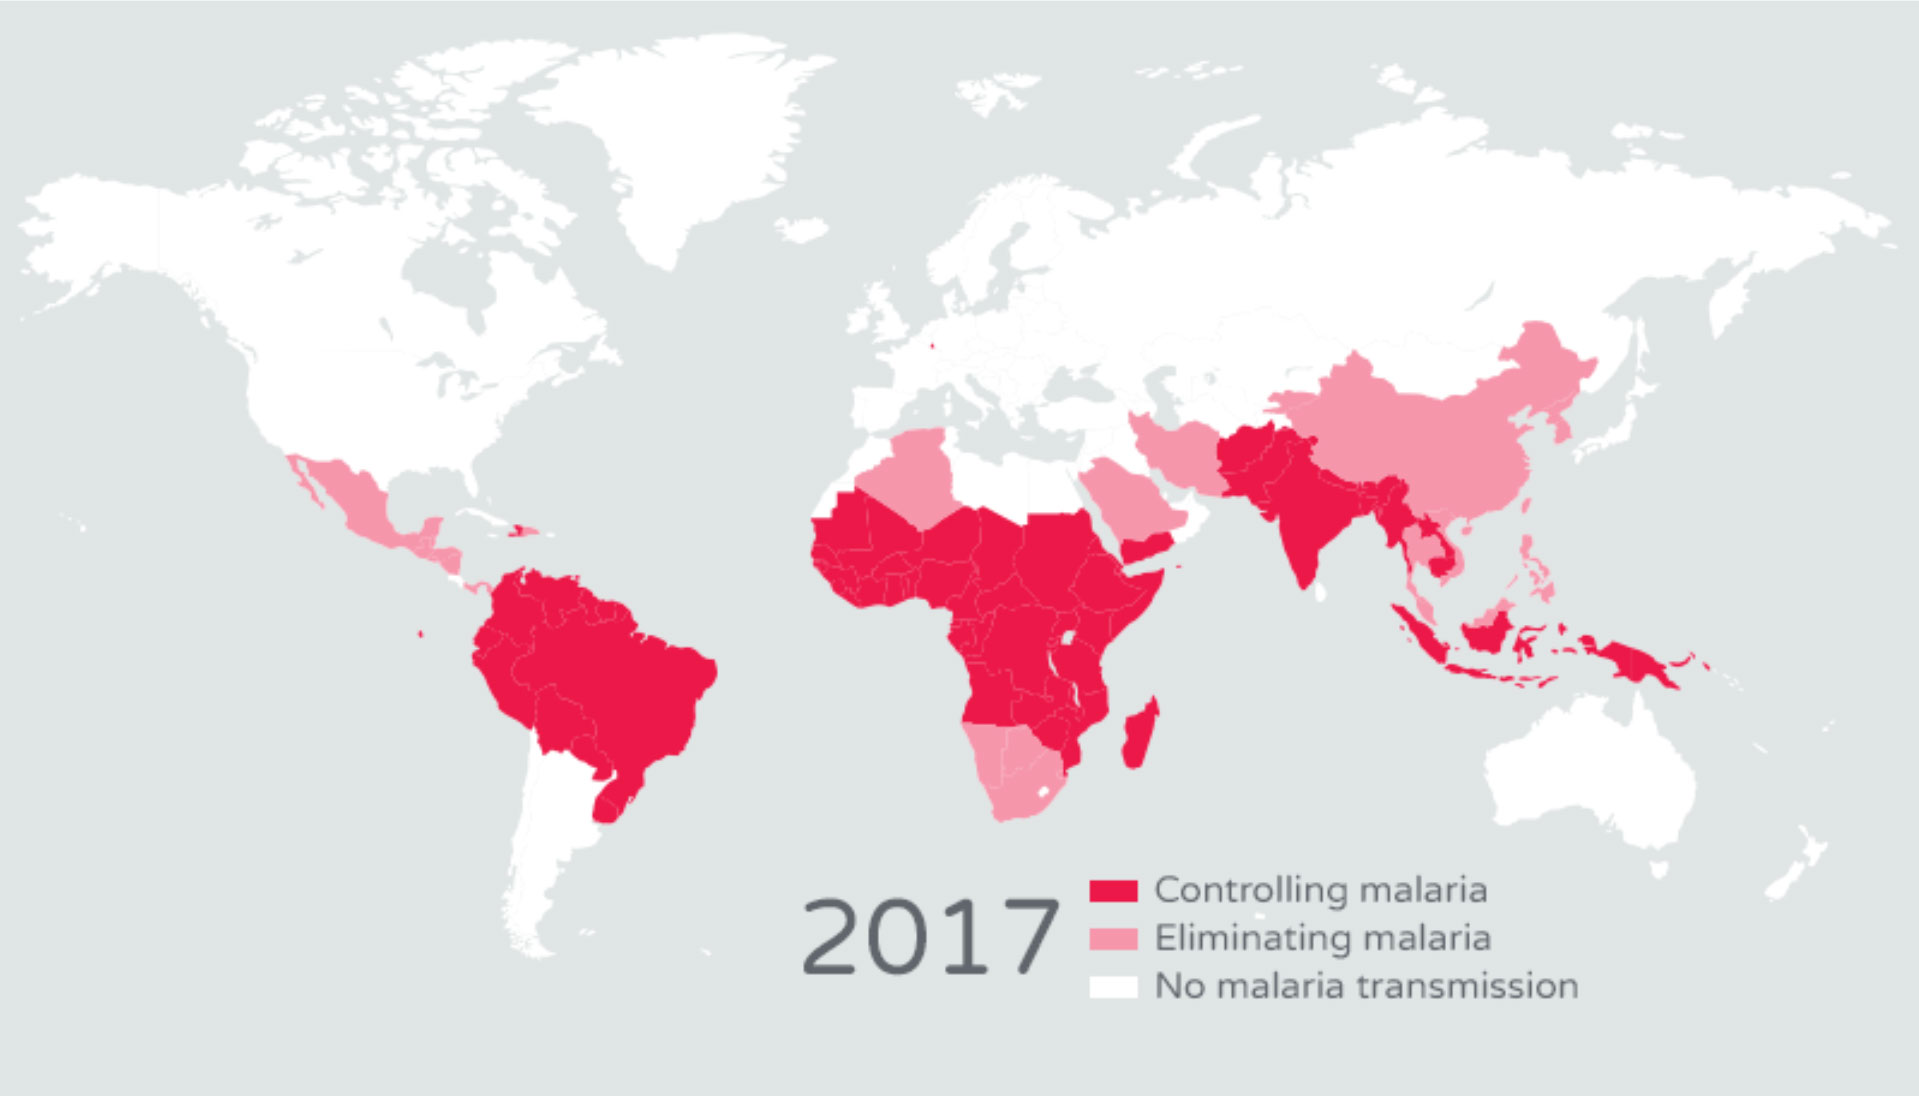 2017
Controlling malaria
Eliminating malaria
No malaria transmission